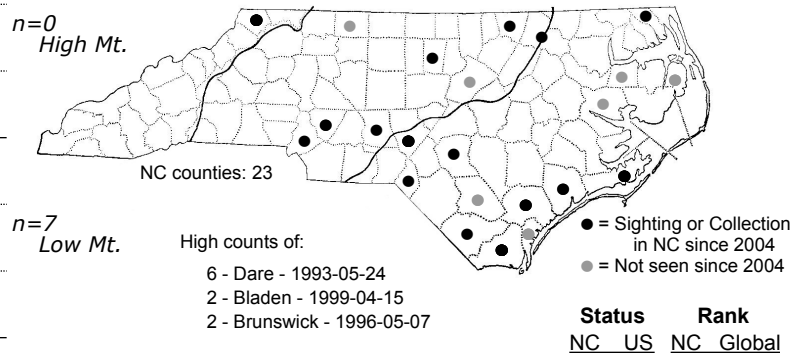 n=0
High Mt.
NC counties: 23
n=7
Low Mt.
High counts of:
6 - Dare - 1993-05-24
2 - Bladen - 1999-04-15
2 - Brunswick - 1996-05-07
= Sighting or Collection
in NC since 2004
= Not seen since 2004
Status Rank
NC US NC Global